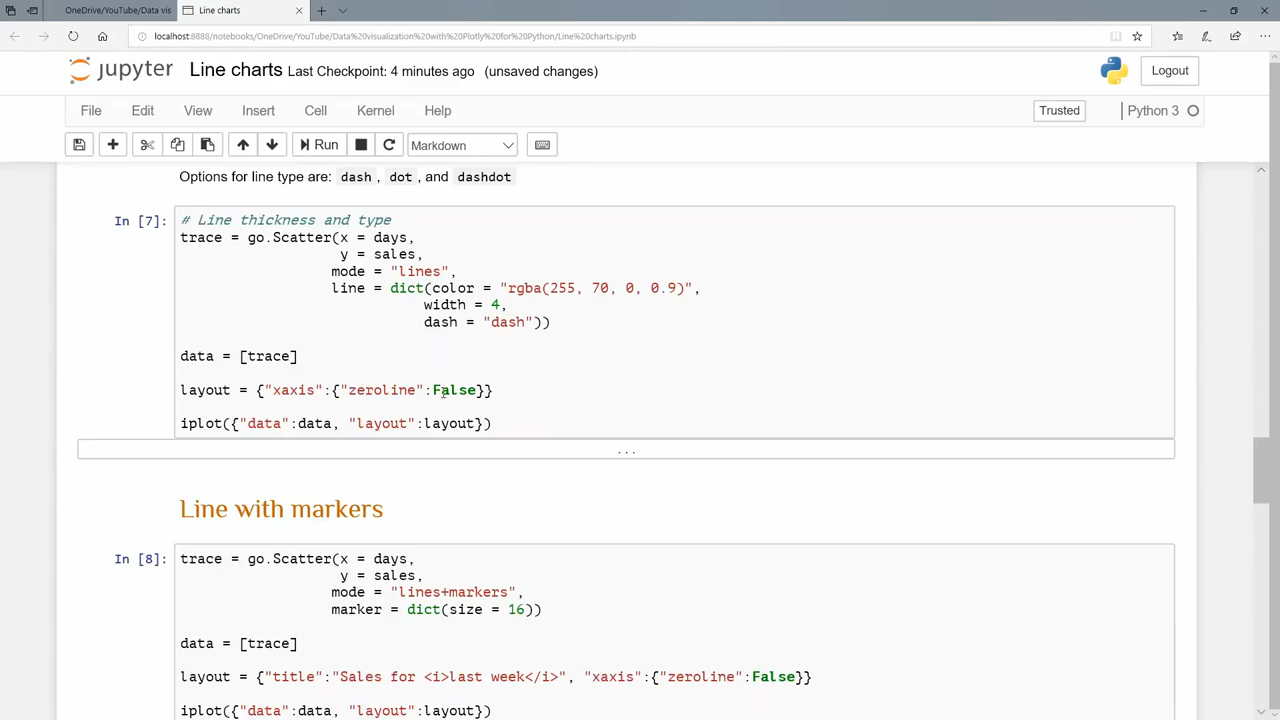 OneDrive/YouTube/Data vis
Line charts
localhost:8888/notebooks/OneDrive/YouTube/Data%20visualization%20with%20Plotly%20for%20Python/Line%20charts.ipynb
jupyter Line charts Last Checkpoint: 4 minutes ago (unsaved changes)
Logout
File Edit View Insert Cell Kernel Help
Trusted
Python 3
Run
Markdown
Options for line type are: dash , dot , and dashdot
In [7]:
# Line thickness and type
trace = go.Scatter(x = days,
y = sales,
mode = "lines",
line = dict(color = "rgba(255, 70, 0, 0.9)",
width = 4,
dash = "dash"))
data = [trace]
layout = {"xaxis":{"zeroline":False}}
iplot({"data":data, "layout":layout})
...
Line with markers
In [8]:
trace = go.Scatter(x = days,
y = sales,
mode = "lines+markers",
marker = dict(size = 16))
data = [trace]
layout = {"title":"Sales for <i>last week</i>", "xaxis":{"zeroline":False}}
iplot({"data":data, "layout":layout})